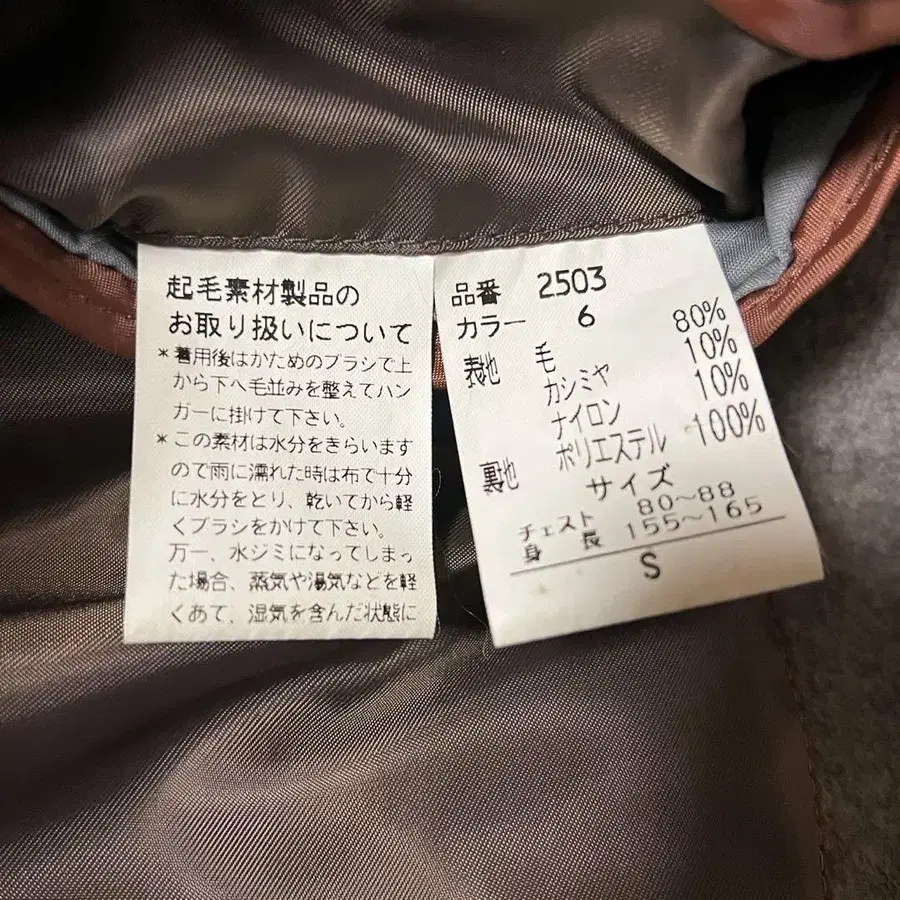 起毛素材製品の
お取り扱いについて
*着用後はかためのブラシで上
から下へ毛並みを整えてハン
ガーに掛けて下さい。
*この素材は水分をきらいます
ので雨に濡れた時は布で十分
に水分をとり、乾いてから軽
くブラシをかけて下さい。
万一、水ジミになってしまっ
た場合、蒸気や湯気などを軽
くあて、湿気を含んだ状態に
品番 2503
カラー 6
表地 毛 80%
カシミヤ 10%
ナイロン 10%
裏地 ポリエステル 100%
サイズ
チェスト 80~88
身長 155~165
S